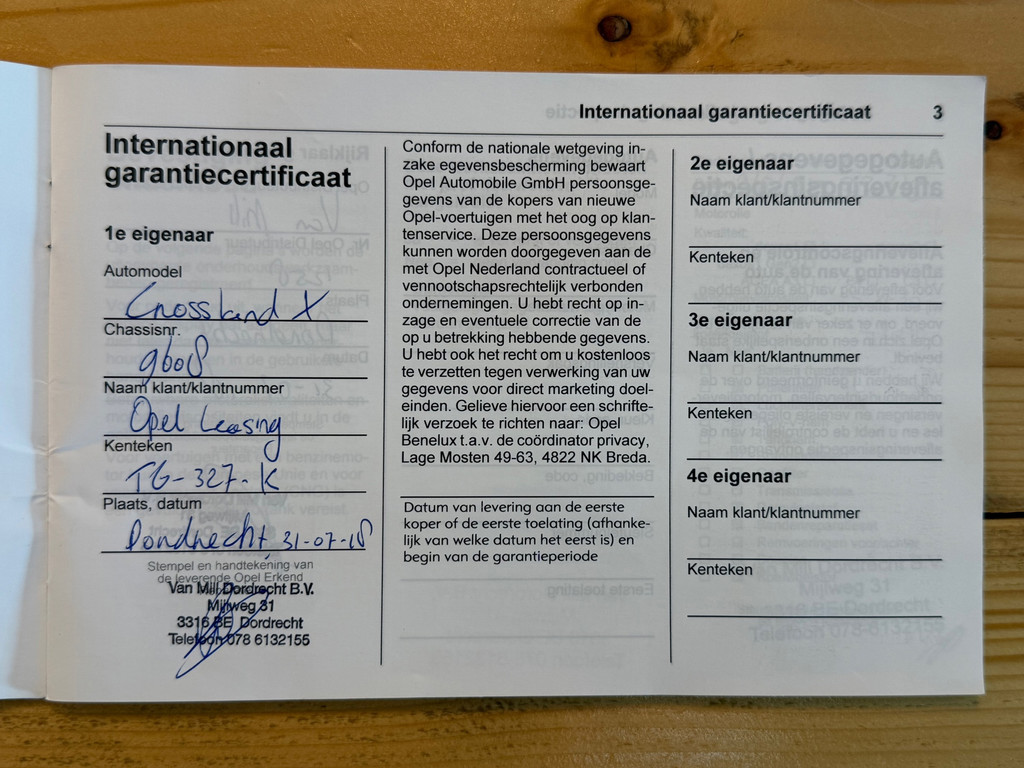 Internationaal garantiecertificaat 3
Internationaal
garantiecertificaat
1e eigenaar
Automodel
Crossland X
Chassisnr.
Naam klant/klantnummer
Opel Leasing
Kenteken
TG-327-K
Plaats, datum
Dordrecht, 31-07-18
Stempel en handtekening van
de leverende Opel Erkend
Van Mill Dordrecht B.V.
Mijlweg 31
3316 BE Dordrecht
Telefoon 078 6132155
Conform de nationale wetgeving in-
zake egevensbescherming bewaart
Opel Automobile GmbH persoonsge-
gevens van de kopers van nieuwe
Opel-voertuigen met het oog op klan-
tenservice. Deze persoonsgegevens
kunnen worden doorgegeven aan de
met Opel Nederland contractueel of
vennootschapsrechtelijk verbonden
ondernemingen. U hebt recht op in-
zage en eventuele correctie van de
op u betrekking hebbende gegevens.
U hebt ook het recht om u kostenloos
te verzetten tegen verwerking van uw
gegevens voor direct marketing doel-
einden. Gelieve hiervoor een schrifte-
lijk verzoek te richten naar: Opel
Benelux t.a.v. de coördinator privacy,
Lage Mosten 49-63, 4822 NK Breda.
Datum van levering aan de eerste
koper of de eerste toelating (afhanke-
lijk van welke datum het eerst is) en
begin van de garantieperiode
2e eigenaar
Naam klant/klantnummer
Kenteken
3e eigenaar
Naam klant/klantnummer
Kenteken
4e eigenaar
Naam klant/klantnummer
Kenteken